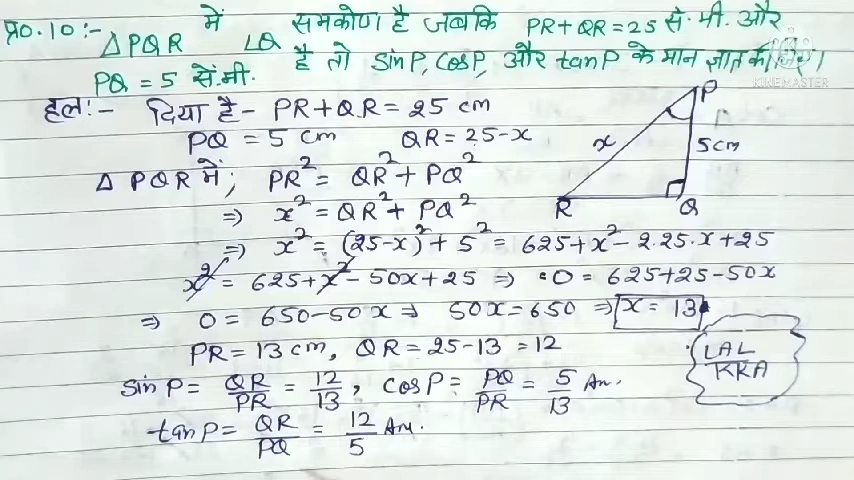 प्र०.10:- △PQR में ∠Q समकोण है जबकि PR+QR=25 से.मी. और
PQ = 5 सें.मी. है तो sinP, cosP, और tanP के मान ज्ञात कीजिए।
KINEMASTER
हल:- दिया है- PR+QR = 25 cm
PQ = 5 cm QR = 25-x
△ PQR में; PR² = QR² + PQ²
⇒ x² = QR² + PQ²
⇒ x² = (25-x)² + 5² = 625+x²-2.25.x+25
x² = 625+x²-50x+25 ⇒ 0 = 625+25-50x
⇒ 0 = 650-50x ⇒ 50x=650 ⇒ x = 13
PR = 13 cm, QR = 25-13 = 12
sinP = QR/PR = 12/13, cosP = PQ/PR = 5/13 An.
tanP = QR/PQ = 12/5 An.
P
x
5cm
R
Q
LAL
KKA